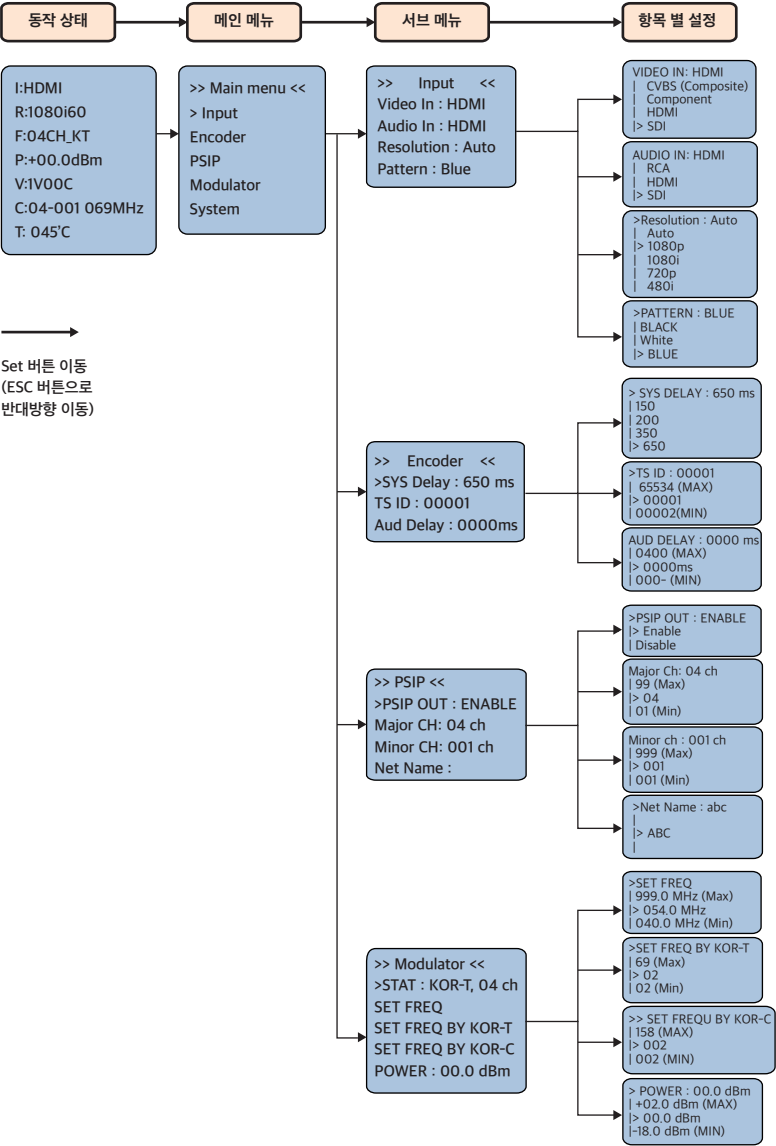 동작 상태
메인 메뉴
서브 메뉴
항목 별 설정
I:HDMI
R:1080i60
F:04CH_KT
P:+00.0dBm
V:1V00C
C:04-001 069MHz
T: 045'C
>> Main menu <<
> Input
Encoder
PSIP
Modulator
System
>> Input <<
Video In : HDMI
Audio In : HDMI
Resolution : Auto
Pattern : Blue
VIDEO IN: HDMI
| CVBS (Composite)
| Component
| HDMI
|> SDI
AUDIO IN: HDMI
| RCA
| HDMI
|> SDI
>Resolution : Auto
| Auto
|> 1080p
| 1080i
| 720p
| 480i
>PATTERN : BLUE
| BLACK
| White
|> BLUE
Set 버튼 이동
(ESC 버튼으로
반대방향 이동)
>> Encoder <<
>SYS Delay : 650 ms
TS ID : 00001
Aud Delay : 0000ms
> SYS DELAY : 650 ms
| 150
| 200
| 350
|> 650
>TS ID : 00001
| 65534 (MAX)
|> 00001
| 00002(MIN)
AUD DELAY : 0000 ms
| 0400 (MAX)
|> 0000ms
| 000- (MIN)
>> PSIP <<
>PSIP OUT : ENABLE
Major CH: 04 ch
Minor CH: 001 ch
Net Name :
>PSIP OUT : ENABLE
|> Enable
| Disable
Major Ch: 04 ch
| 99 (Max)
|> 04
| 01 (Min)
Minor ch : 001 ch
| 999 (Max)
|> 001
| 001 (Min)
>Net Name : abc
|
|> ABC
|
>> Modulator <<
>STAT : KOR-T, 04 ch
SET FREQ
SET FREQ BY KOR-T
SET FREQ BY KOR-C
POWER : 00.0 dBm
>SET FREQ
| 999.0 MHz (Max)
|> 054.0 MHz
| 040.0 MHz (Min)
>SET FREQ BY KOR-T
| 69 (Max)
|> 02
| 02 (Min)
>> SET FREQU BY KOR-C
| 158 (MAX)
|> 002
| 002 (MIN)
> POWER : 00.0 dBm
| +02.0 dBm (MAX)
|> 00.0 dBm
|-18.0 dBm (MIN)